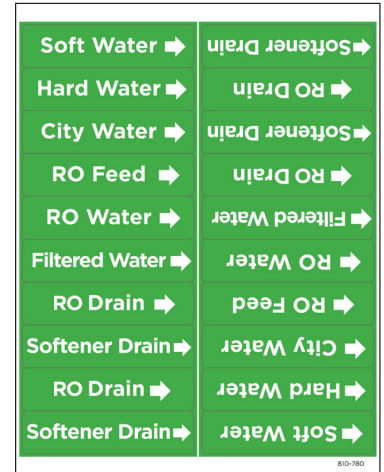 Soft Water
Hard Water
City Water
RO Feed
RO Water
Filtered Water
RO Drain
Softener Drain
RO Drain
Softener Drain
Softener Drain
RO Drain
Softener Drain
RO Drain
Filtered Water
RO Water
RO Feed
City Water
Hard Water
Soft Water
810-780